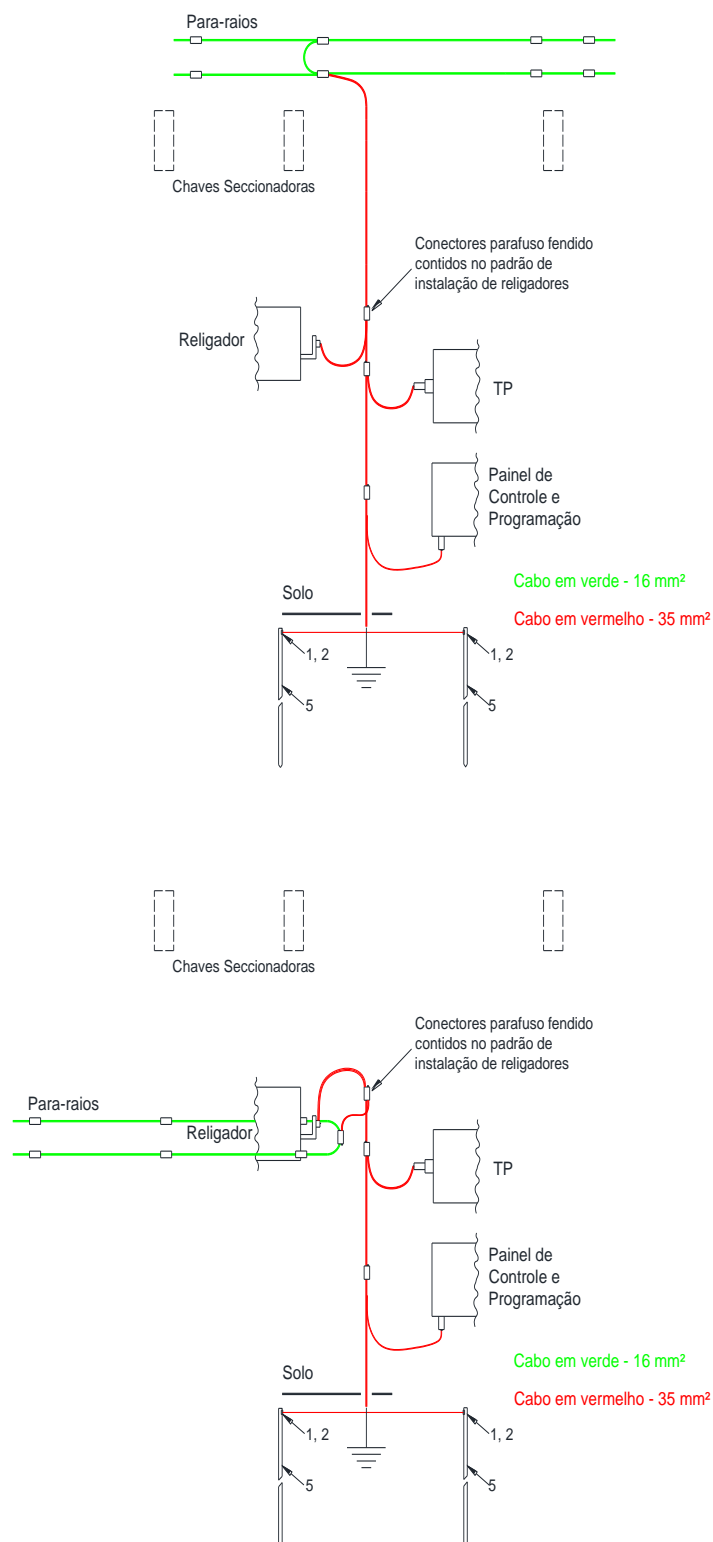 Para-raios
Chaves Seccionadoras
Conectores parafuso fendido
contidos no padrão de
instalação de religadores
Religador
TP
Painel de
Controle e
Programação
Cabo em verde - 16 mm²
Solo
Cabo em vermelho - 35 mm²
1, 2
1, 2
5
5
Chaves Seccionadoras
Conectores parafuso fendido
contidos no padrão de
instalação de religadores
Para-raios
Religador
TP
Painel de
Controle e
Programação
Cabo em verde - 16 mm²
Solo
Cabo em vermelho - 35 mm²
1, 2
1, 2
5
5